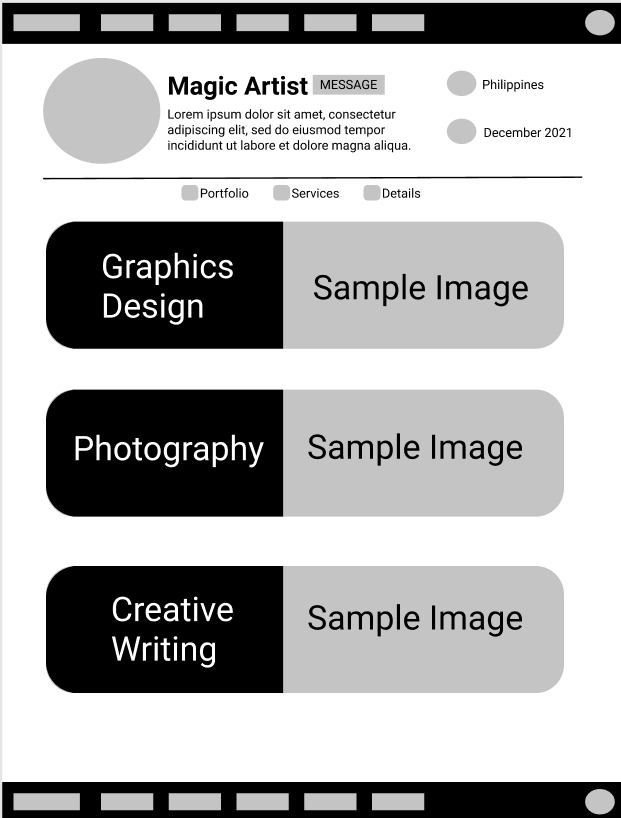 Magic Artist MESSAGE
Philippines
Lorem ipsum dolor sit amet, consectetur
adipiscing elit, sed do eiusmod tempor
incididunt ut labore et dolore magna aliqua.
December 2021
Portfolio Services Details
Graphics
Design
Sample Image
Photography
Sample Image
Creative
Writing
Sample Image